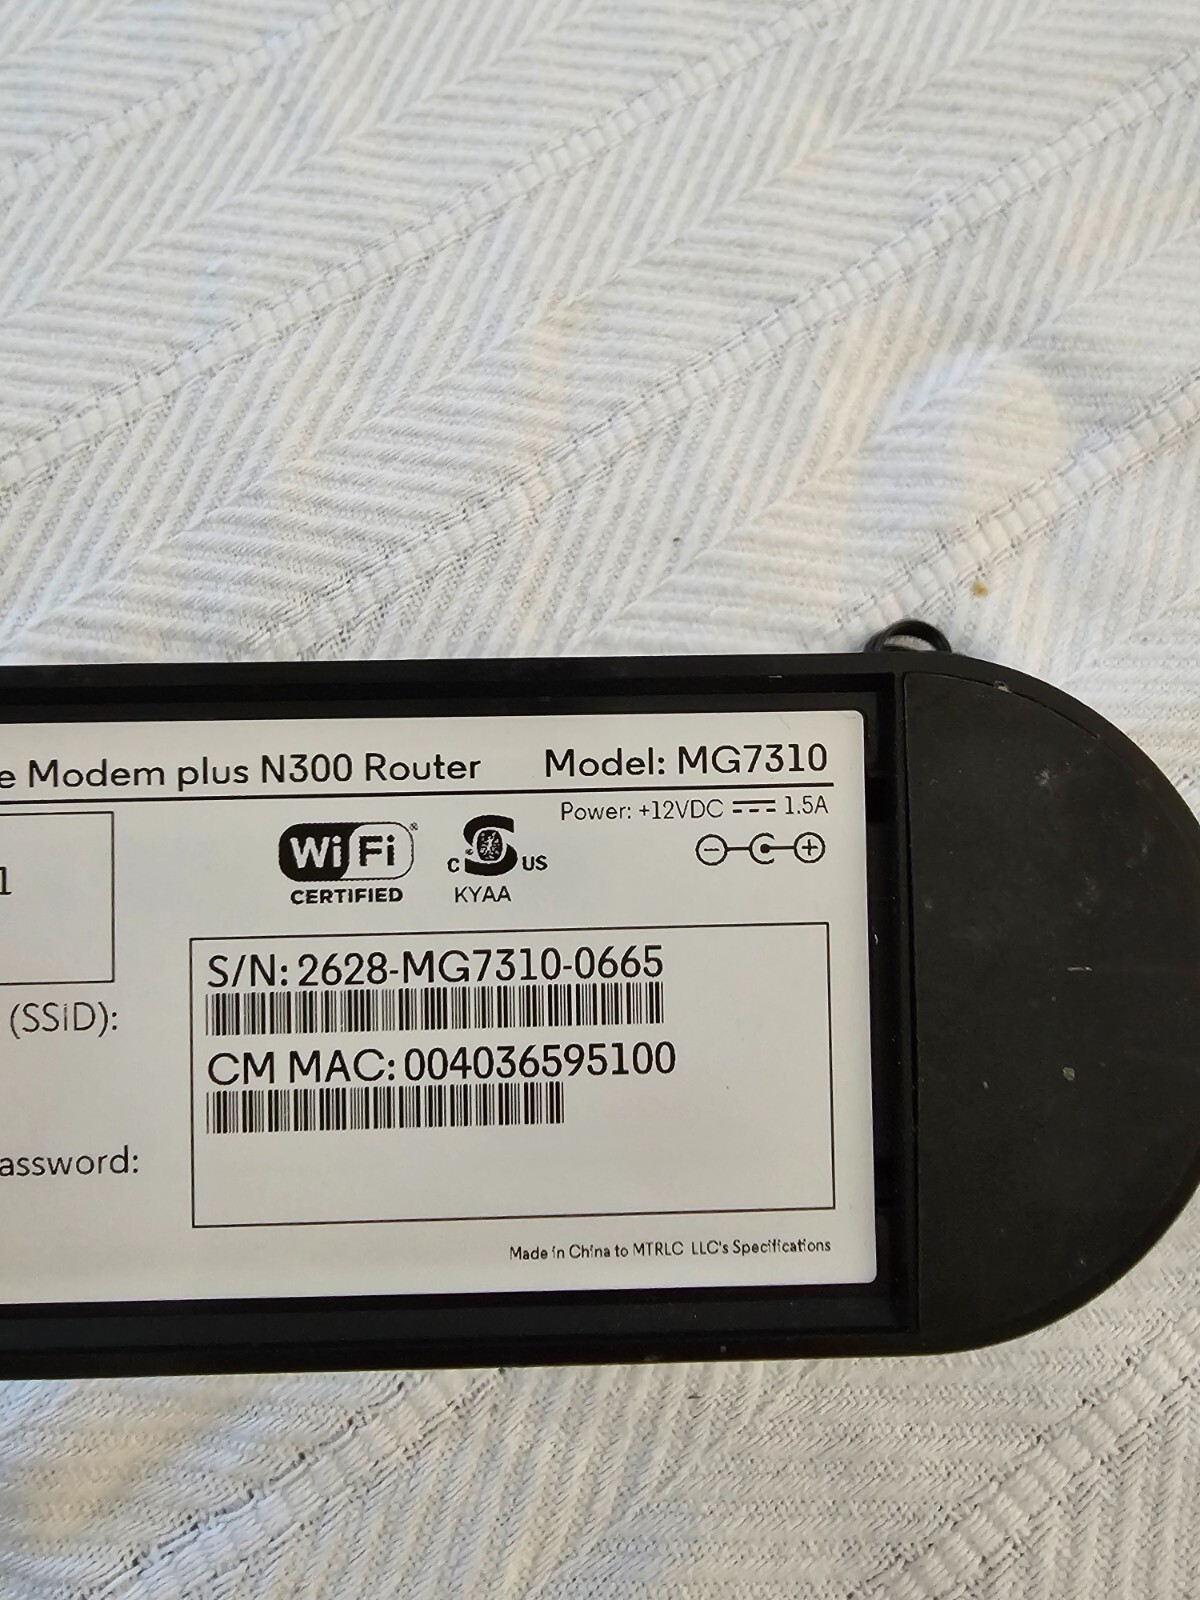 e Modem plus N300 Router Model: MG7310
Power: +12VDC 1.5A
WiFi®
CERTIFIED
C US
KYAA
1
S/N: 2628-MG7310-0665
(SSID):
CM MAC: 004036595100
assword:
Made in China to MTRLC LLC's Specifications